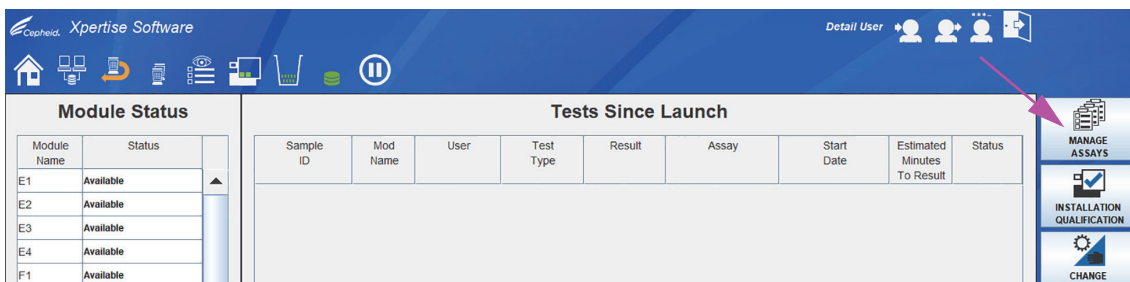 Cepheid. Xpertise Software
Detail User
Module Status
Module Name
Status
E1 Available
E2 Available
E3 Available
E4 Available
F1 Available
Tests Since Launch
Sample ID
Mod Name
User
Test Type
Result
Assay
Start Date
Estimated Minutes To Result
Status
MANAGE
ASSAYS
INSTALLATION
QUALIFICATION
CHANGE